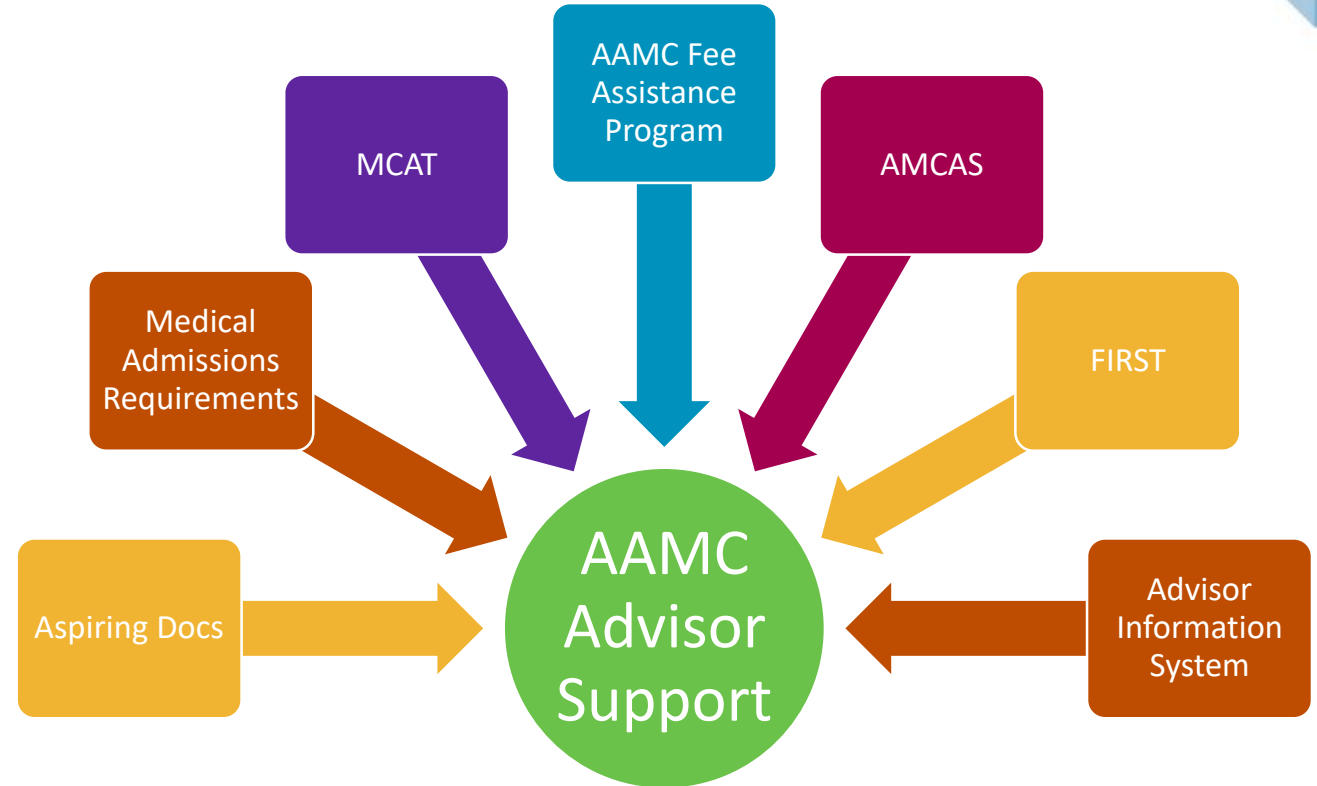 AAMC Fee
Assistance
Program
MCAT
AMCAS
Medical
Admissions
Requirements
FIRST
Aspiring Docs
Advisor
Information
System
AAMC
Advisor
Support